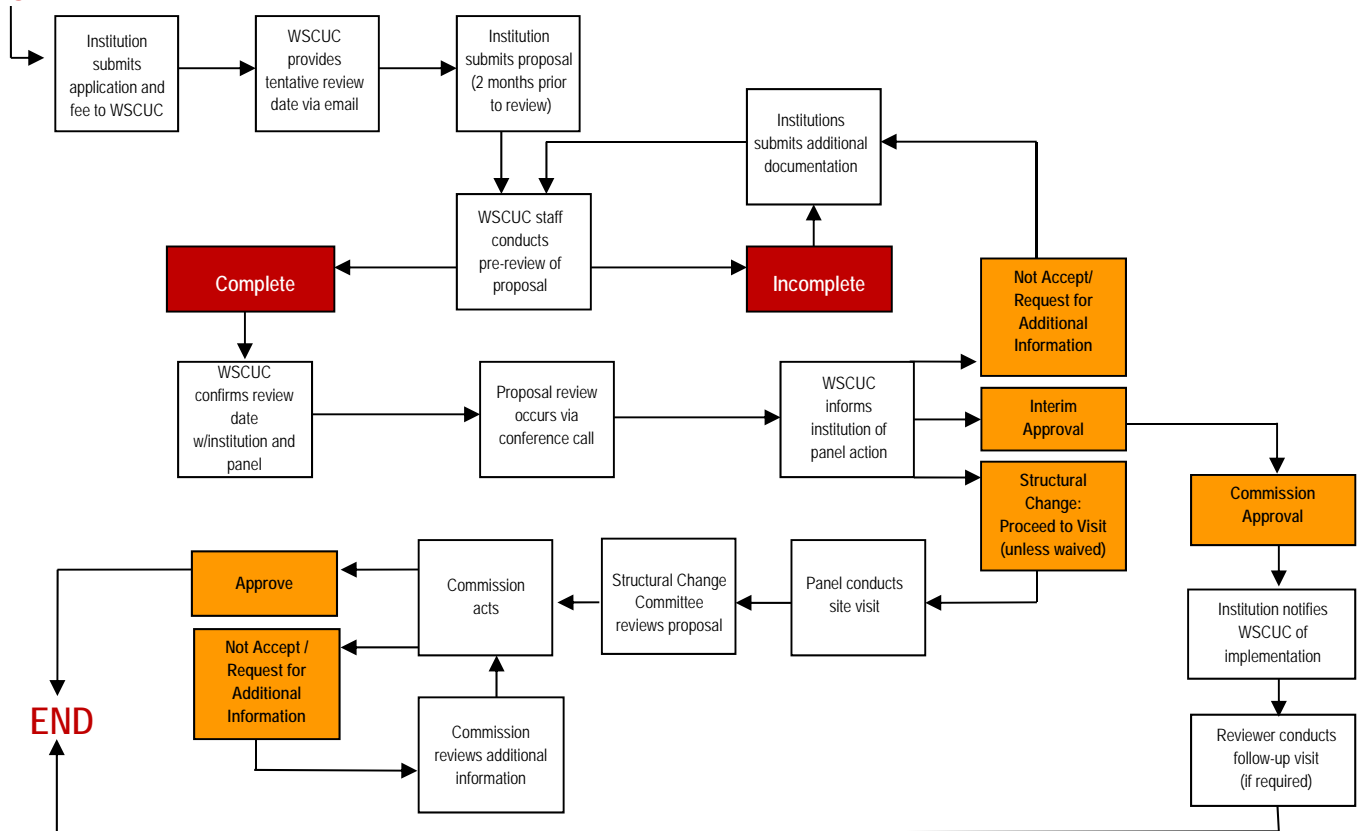 Institution
submits
application and
fee to WSCUC
WSCUC
provides
tentative review
date via email
Institution
submits proposal
(2 months prior
to review)
Institutions
submits additional
documentation
WSCUC staff
conducts
pre-review of
proposal
Complete
Incomplete
Not Accept/
Request for
Additional
Information
WSCUC
confirms review
date
w/institution and
panel
Proposal review
occurs via
conference call
WSCUC
informs
institution of
panel action
Interim
Approval
Structural
Change:
Proceed to Visit
(unless waived)
Commission
Approval
Approve
Commission
acts
Structural Change
Committee
reviews proposal
Panel conducts
site visit
Institution notifies
WSCUC of
implementation
Not Accept /
Request for
Additional
Information
END
Commission
reviews additional
information
Reviewer conducts
follow-up visit
(if required)